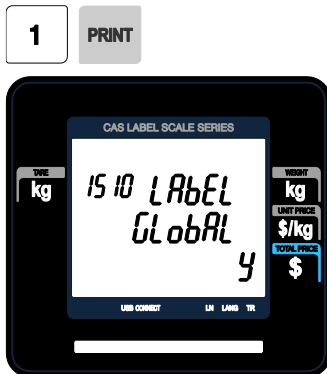 1 PRINT
CAS LABEL SCALE SERIES
TARE
kg
1510 LAbEL
GLobAL
y
WEIGHT
kg
UNIT PRICE
$/kg
TOTAL PRICE
$
USB CONNECT LN LANG TR